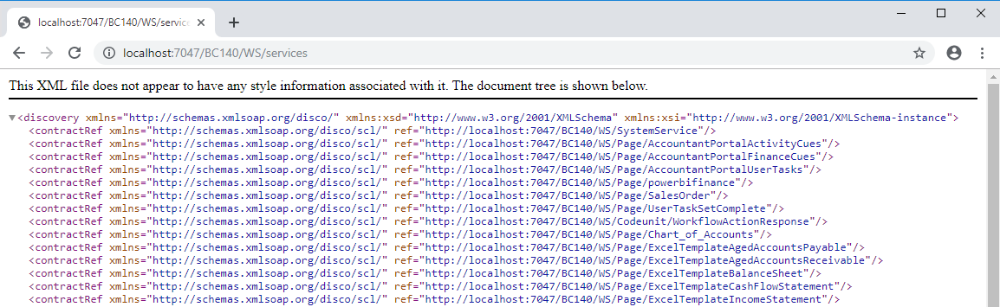 localhost:7047/BC140/WS/service
localhost:7047/BC140/WS/services
This XML file does not appear to have any style information associated with it. The document tree is shown below.
▼<discovery xmlns="http://schemas.xmlsoap.org/disco/" xmlns:xsd="http://www.w3.org/2001/XMLSchema" xmlns:xsi="http://www.w3.org/2001/XMLSchema-instance">
<contractRef xmlns="http://schemas.xmlsoap.org/disco/scl/" ref="http://localhost:7047/BC140/WS/SystemService"/>
<contractRef xmlns="http://schemas.xmlsoap.org/disco/scl/" ref="http://localhost:7047/BC140/WS/Page/AccountantPortalActivityCues"/>
<contractRef xmlns="http://schemas.xmlsoap.org/disco/scl/" ref="http://localhost:7047/BC140/WS/Page/AccountantPortalFinanceCues"/>
<contractRef xmlns="http://schemas.xmlsoap.org/disco/scl/" ref="http://localhost:7047/BC140/WS/Page/AccountantPortalUserTasks"/>
<contractRef xmlns="http://schemas.xmlsoap.org/disco/scl/" ref="http://localhost:7047/BC140/WS/Page/powerbifinance"/>
<contractRef xmlns="http://schemas.xmlsoap.org/disco/scl/" ref="http://localhost:7047/BC140/WS/Page/SalesOrder"/>
<contractRef xmlns="http://schemas.xmlsoap.org/disco/scl/" ref="http://localhost:7047/BC140/WS/Page/UserTaskSetComplete"/>
<contractRef xmlns="http://schemas.xmlsoap.org/disco/scl/" ref="http://localhost:7047/BC140/WS/Codeunit/WorkflowActionResponse"/>
<contractRef xmlns="http://schemas.xmlsoap.org/disco/scl/" ref="http://localhost:7047/BC140/WS/Page/Chart_of_Accounts"/>
<contractRef xmlns="http://schemas.xmlsoap.org/disco/scl/" ref="http://localhost:7047/BC140/WS/Page/ExcelTemplateAgedAccountsPayable"/>
<contractRef xmlns="http://schemas.xmlsoap.org/disco/scl/" ref="http://localhost:7047/BC140/WS/Page/ExcelTemplateAgedAccountsReceivable"/>
<contractRef xmlns="http://schemas.xmlsoap.org/disco/scl/" ref="http://localhost:7047/BC140/WS/Page/ExcelTemplateBalanceSheet"/>
<contractRef xmlns="http://schemas.xmlsoap.org/disco/scl/" ref="http://localhost:7047/BC140/WS/Page/ExcelTemplateCashFlowStatement"/>
<contractRef xmlns="http://schemas.xmlsoap.org/disco/scl/" ref="http://localhost:7047/BC140/WS/Page/ExcelTemplateIncomeStatement"/>